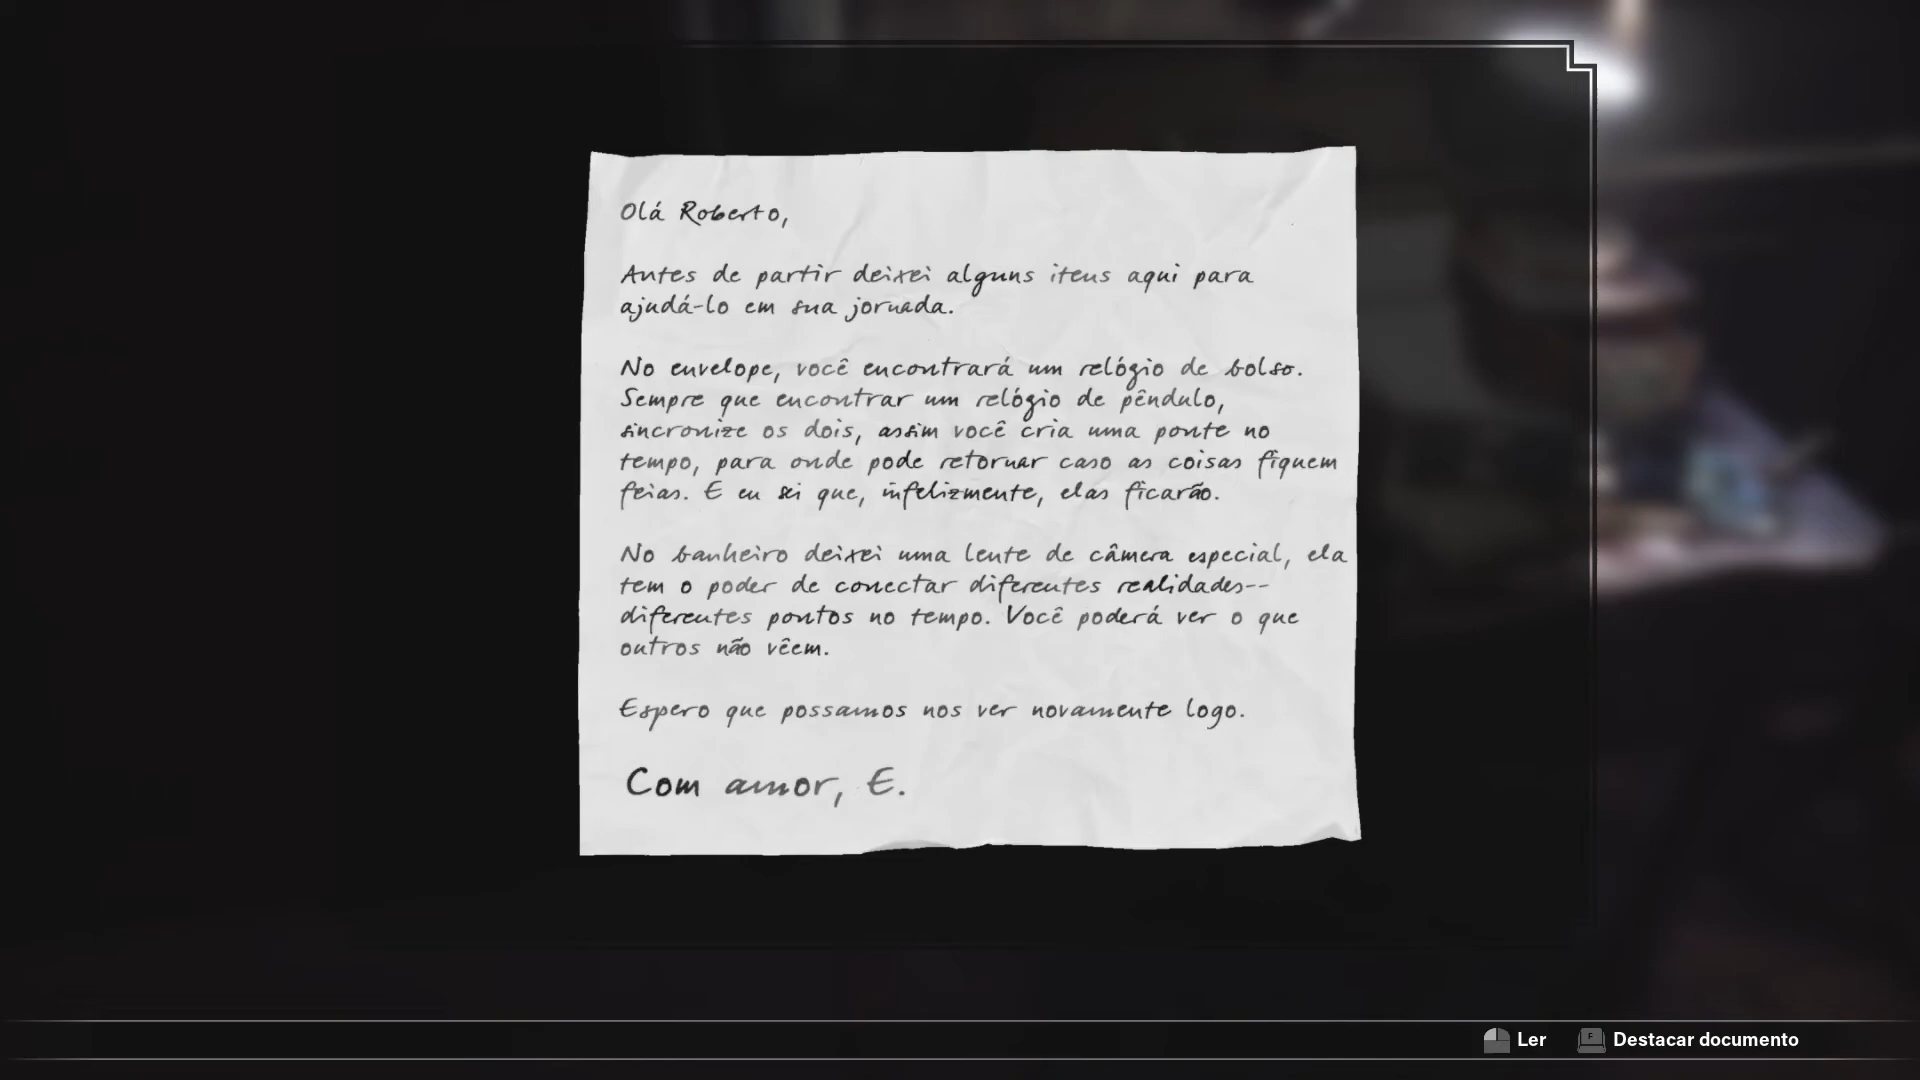 Olá Roberto,
Antes de partir deixei alguns itens aqui para
ajudá-lo em sua jornada.
No envelope, você encontrará um relógio de bolso.
Sempre que encontrar um relógio de pêndulo,
sincronize os dois, assim você cria uma ponte no
tempo, para onde pode retornar caso as coisas fiquem
feias. E eu sei que, infelizmente, elas ficarão.
No banheiro deixei uma lente de câmera especial, ela
tem o poder de conectar diferentes realidades--
diferentes pontos no tempo. Você poderá ver o que
outros não vêem.
Espero que possamos nos ver novamente logo.
Com amor, E.
F
Ler
Destacar documento